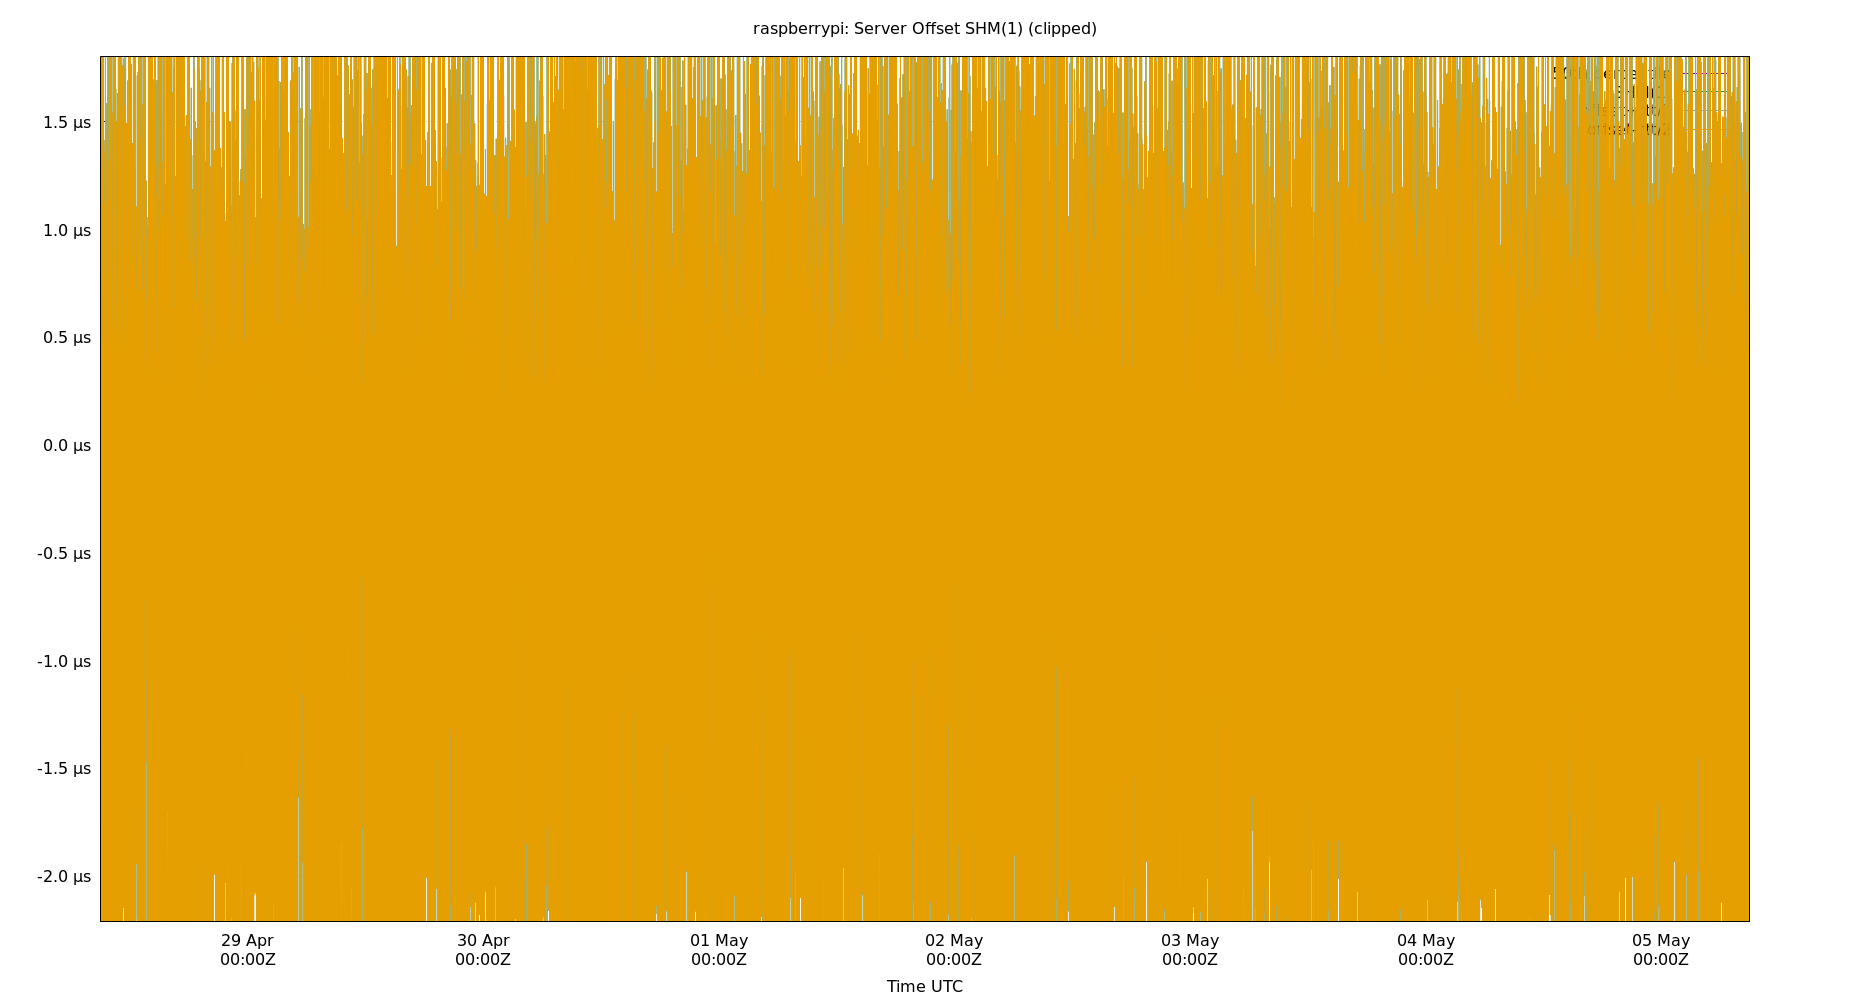 raspberrypi: Server Offset SHM(1) (clipped)
1.5 µs
1.0 µs
0.5 µs
0.0 µs
-0.5 µs
-1.0 µs
-1.5 µs
-2.0 µs
29 Apr 30 Apr 01 May 02 May 03 May 04 May 05 May
00:00Z 00:00Z 00:00Z 00:00Z 00:00Z 00:00Z 00:00Z
Time UTC